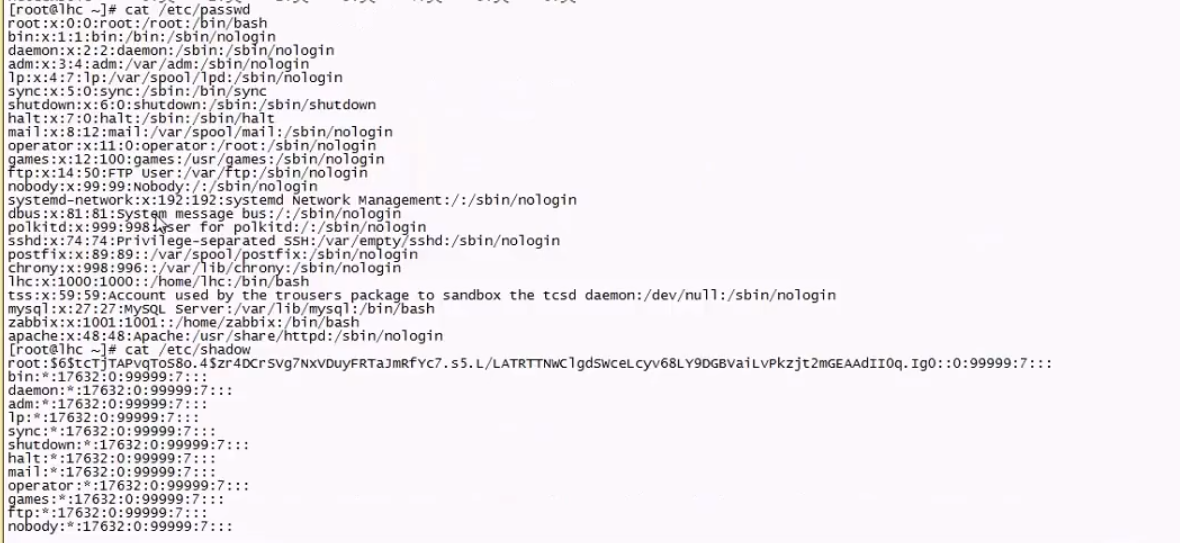 [root@lhc ~]# cat /etc/passwd
root:x:0:0:root:/root:/bin/bash
bin:x:1:1:bin:/bin:/sbin/nologin
daemon:x:2:2:daemon:/sbin:/sbin/nologin
adm:x:3:4:adm:/var/adm:/sbin/nologin
lp:x:4:7:lp:/var/spool/lpd:/sbin/nologin
sync:x:5:0:sync:/sbin:/bin/sync
shutdown:x:6:0:shutdown:/sbin:/sbin/shutdown
halt:x:7:0:halt:/sbin:/sbin/halt
mail:x:8:12:mail:/var/spool/mail:/sbin/nologin
operator:x:11:0:operator:/root:/sbin/nologin
games:x:12:100:games:/usr/games:/sbin/nologin
ftp:x:14:50:FTP User:/var/ftp:/sbin/nologin
nobody:x:99:99:Nobody:/:/sbin/nologin
systemd-network:x:192:192:systemd Network Management:/:/sbin/nologin
dbus:x:81:81:System message bus:/:/sbin/nologin
polkitd:x:999:998:User for polkitd:/:/sbin/nologin
sshd:x:74:74:Privilege-separated SSH:/var/empty/sshd:/sbin/nologin
postfix:x:89:89::/var/spool/postfix:/sbin/nologin
chrony:x:998:996::/var/lib/chrony:/sbin/nologin
lhc:x:1000:1000::/home/lhc:/bin/bash
tss:x:59:59:Account used by the trousers package to sandbox the tcsd daemon:/dev/null:/sbin/nologin
mysql:x:27:27:MySQL Server:/var/lib/mysql:/bin/bash
zabbix:x:1001:1001::/home/zabbix:/bin/bash
apache:x:48:48:Apache:/usr/share/httpd:/sbin/nologin
[root@lhc ~]# cat /etc/shadow
root:$6$tcTjTAPvqToS8o.4$zr4DCrSVg7NxVDuyFRTaJmRfYc7.s5.L/LATRTTNWClgdSWceLcyv68LY9DGBVaiLvPkzjt2mGEAAdII0q.Ig0::0:99999:7:::
bin:*:17632:0:99999:7:::
daemon:*:17632:0:99999:7:::
adm:*:17632:0:99999:7:::
lp:*:17632:0:99999:7:::
sync:*:17632:0:99999:7:::
shutdown:*:17632:0:99999:7:::
halt:*:17632:0:99999:7:::
mail:*:17632:0:99999:7:::
operator:*:17632:0:99999:7:::
games:*:17632:0:99999:7:::
ftp:*:17632:0:99999:7:::
nobody:*:17632:0:99999:7:::